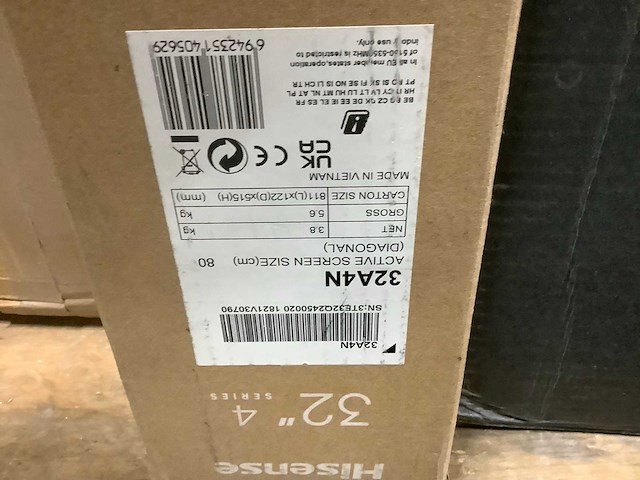 Hisense
32" 4 SERIES
32A4N
SN:3TE32Q2450020 1821V30790
32A4N
ACTIVE SCREEN SIZE(cm) 80
(DIAGONAL)
NET 3.8 kg
GROSS 5.6 kg
CARTON SIZE 811(L)x122(D)x515(H) (mm)
MADE IN VIETNAM
UK CA CE
BE BG CZ DK DE EE IE EL ES FR
HR IT CY LV LT LU HU MT NL AT PL
PT RO SI SK FI SE NO IS LI CH TR
In all EU member states, operation
of 5150-5350MHz is restricted to
indoor use only.
6 942351 405629